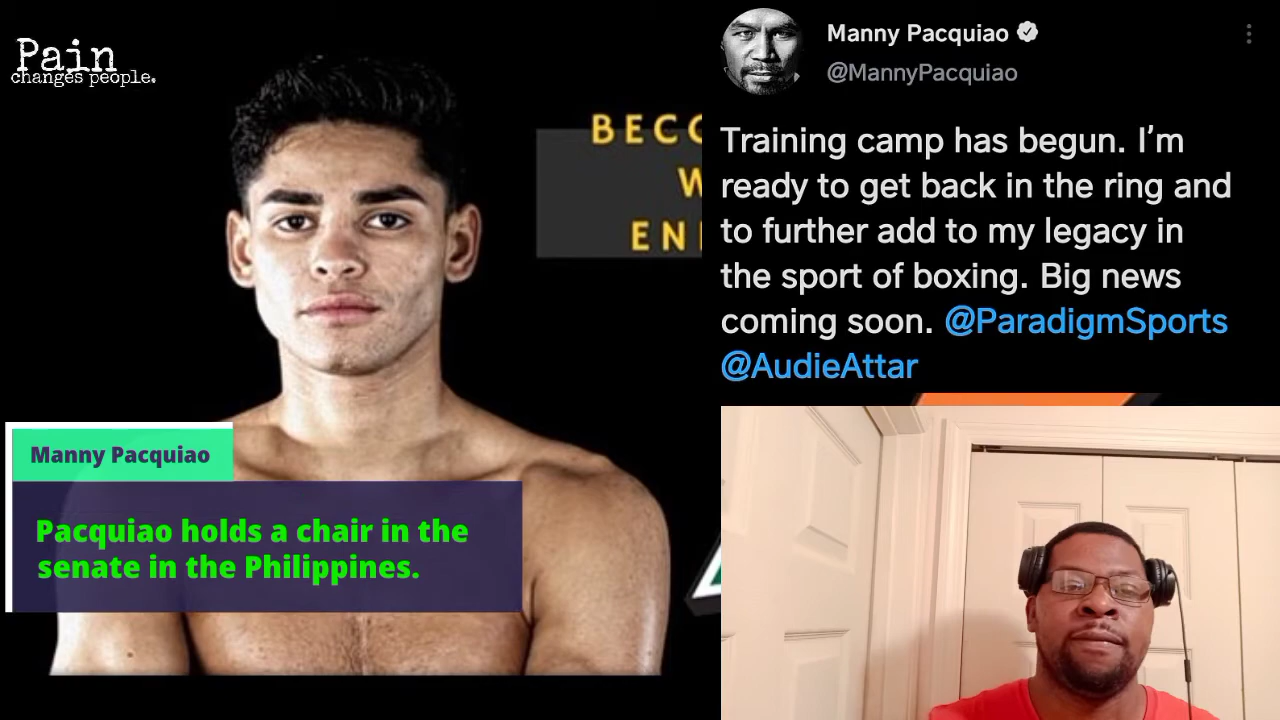 Pain
changes people.
Manny Pacquiao
Pacquiao holds a chair in the
senate in the Philippines.
Manny Pacquiao
@MannyPacquiao
Training camp has begun. I’m
ready to get back in the ring and
to further add to my legacy in
the sport of boxing. Big news
coming soon. @ParadigmSports
@AudieAttar